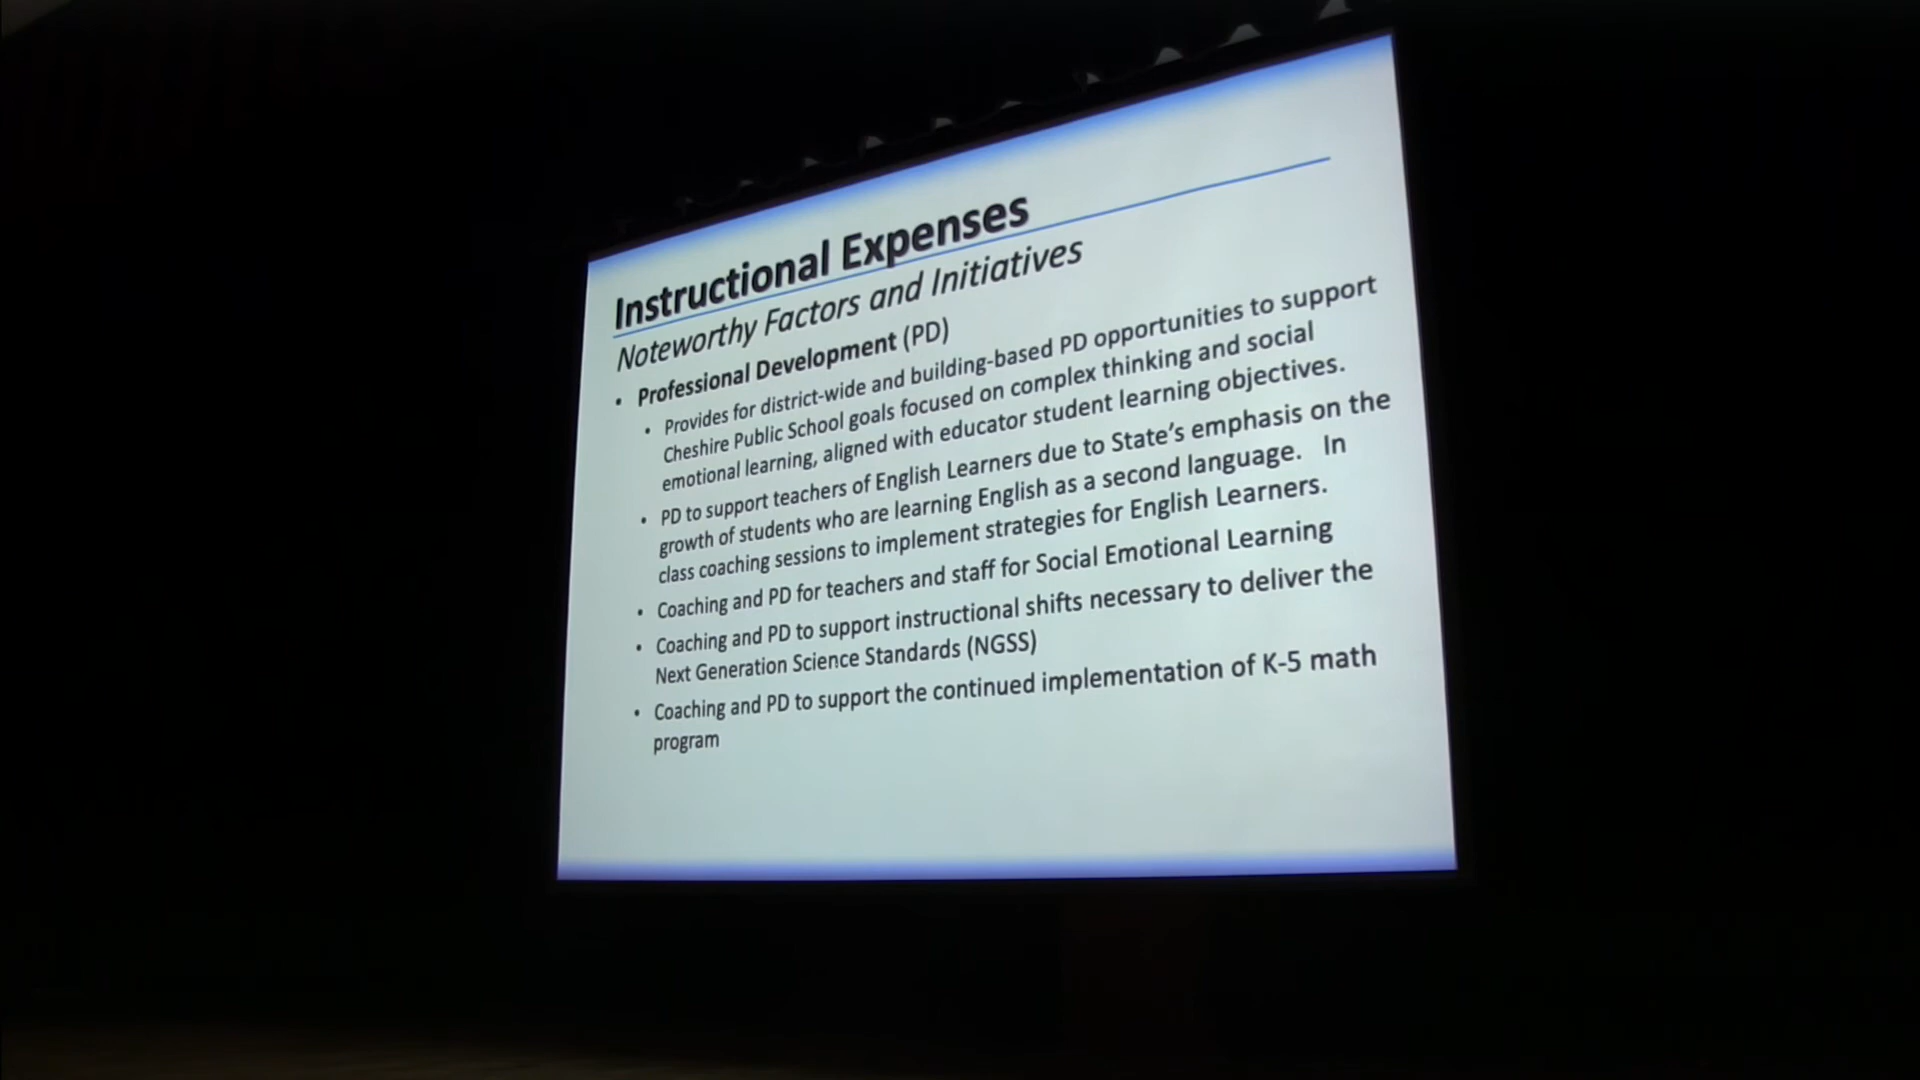 Instructional Expenses
Noteworthy Factors and Initiatives
• Professional Development (PD)
• Provides for district-wide and building-based PD opportunities to support
Cheshire Public School goals focused on complex thinking and social
emotional learning, aligned with educator student learning objectives.
• PD to support teachers of English Learners due to State's emphasis on the
growth of students who are learning English as a second language. In
class coaching sessions to implement strategies for English Learners.
• Coaching and PD for teachers and staff for Social Emotional Learning
• Coaching and PD to support instructional shifts necessary to deliver the
Next Generation Science Standards (NGSS)
• Coaching and PD to support the continued implementation of K-5 math
program